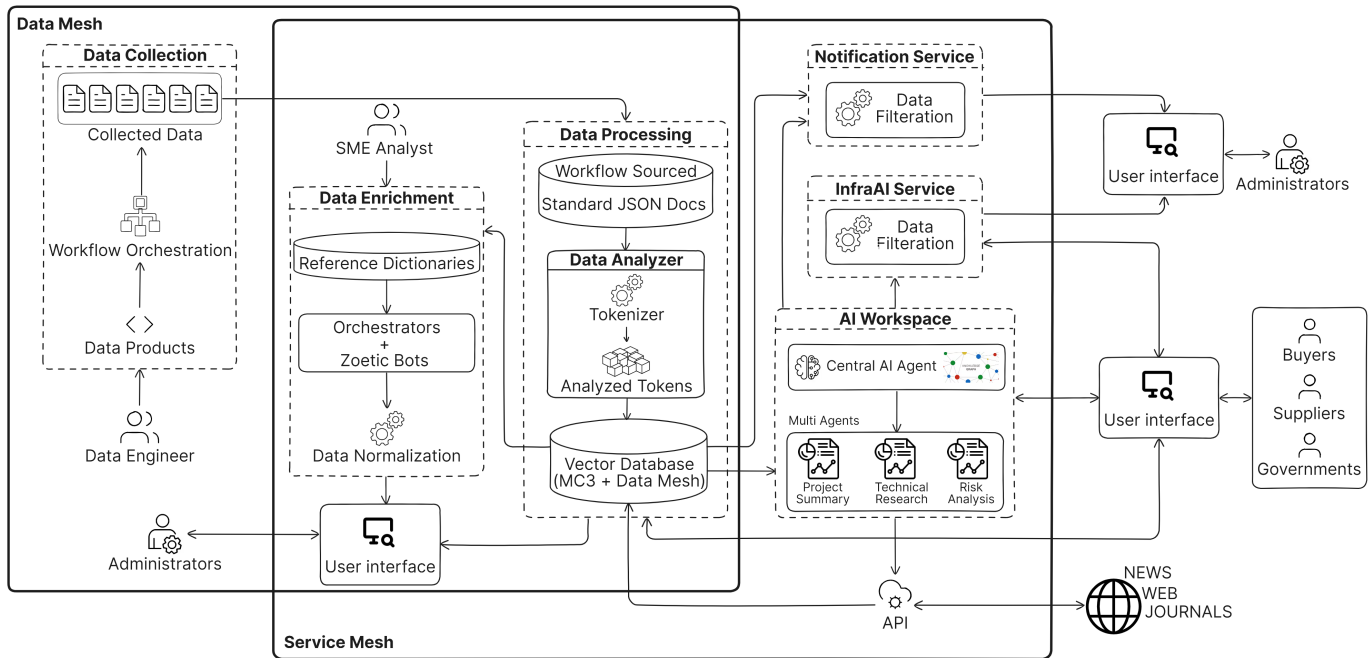 Data Mesh
Data Collection
Collected Data
Workflow Orchestration
Data Products
Data Engineer
Administrators
SME Analyst
Data Enrichment
Reference Dictionaries
Orchestrators
+
Zoetic Bots
Data Normalization
User interface
Data Processing
Workflow Sourced
Standard JSON Docs
Data Analyzer
Tokenizer
Analyzed Tokens
Vector Database
(MC3 + Data Mesh)
Notification Service
Data
Filteration
InfraAI Service
Data
Filteration
AI Workspace
Central AI Agent
Multi Agents
Project
Summary
Technical
Research
Risk
Analysis
API
User interface
Administrators
User interface
Buyers
Suppliers
Governments
NEWS
WEB
JOURNALS
Service Mesh